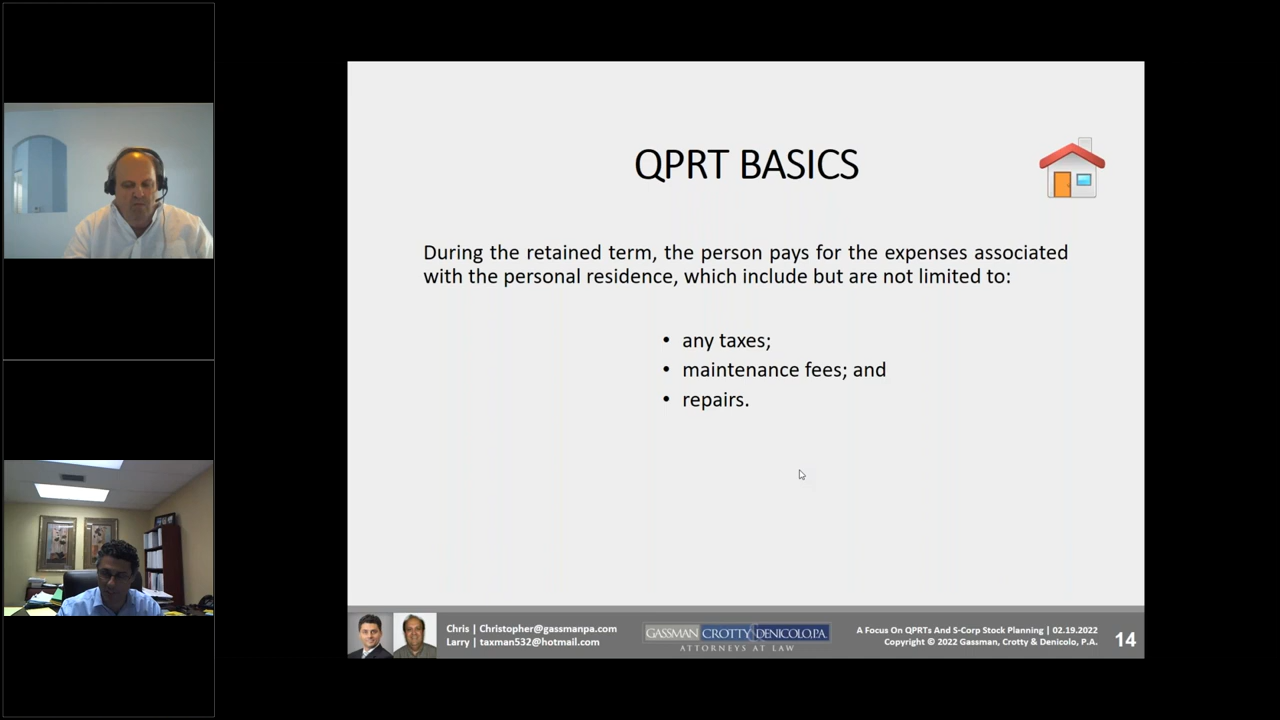 QPRT BASICS
During the retained term, the person pays for the expenses associated
with the personal residence, which include but are not limited to:
• any taxes;
• maintenance fees; and
• repairs.
Chris | Christopher@gassmanpa.com
Larry | taxman532@hotmail.com
GASSMAN CROTTY DENICOLO, P.A.
ATTORNEYS AT LAW
A Focus On QPRTs And S-Corp Stock Planning | 02.19.2022
Copyright © 2022 Gassman, Crotty & Denicolo, P.A.
14